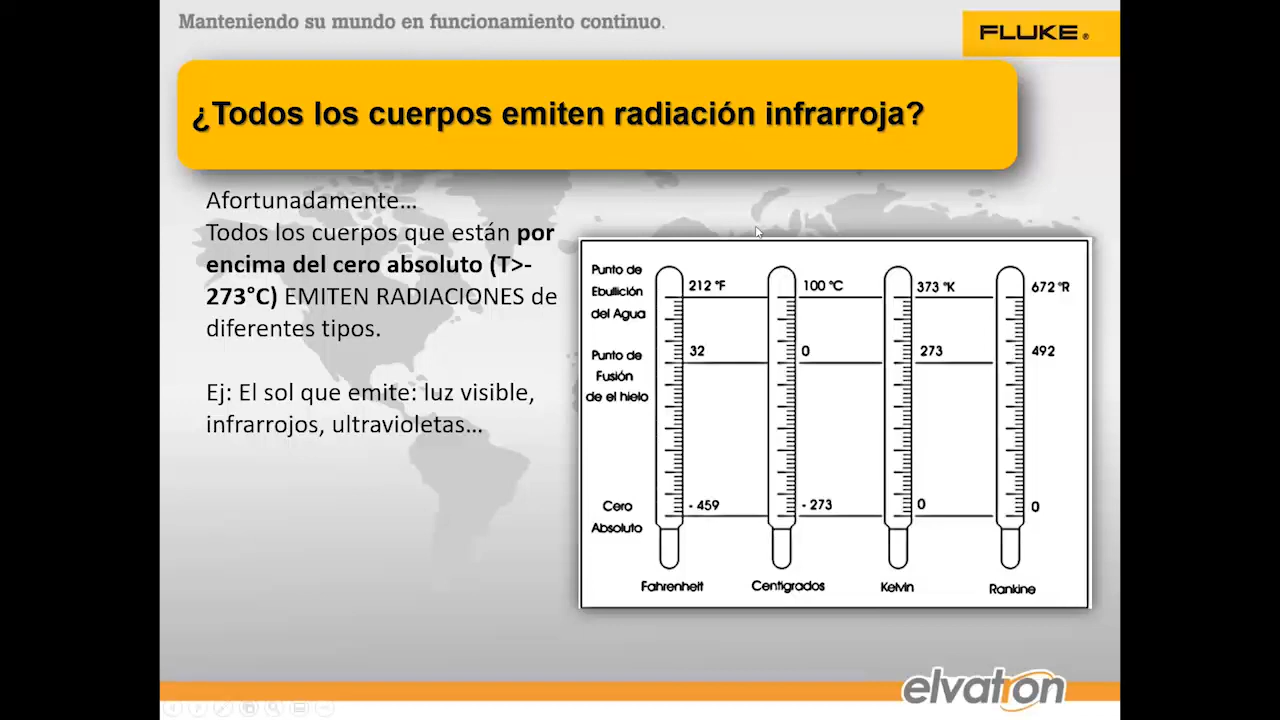 Manteniendo su mundo en funcionamiento continuo.
FLUKE®
¿Todos los cuerpos emiten radiación infrarroja?
Afortunadamente...
Todos los cuerpos que están por
encima del cero absoluto (T>-
273°C) EMITEN RADIACIONES de
diferentes tipos.
Ej: El sol que emite: luz visible,
infrarrojos, ultravioletas...
Punto de
Ebullición
del Agua
212 °F
100 °C
373 °K
672 °R
Punto de
Fusión
de el hielo
32
0
273
492
Cero
Absoluto
- 459
- 273
0
0
Fahrenheit
Centigrados
Kelvin
Rankine
elvatron